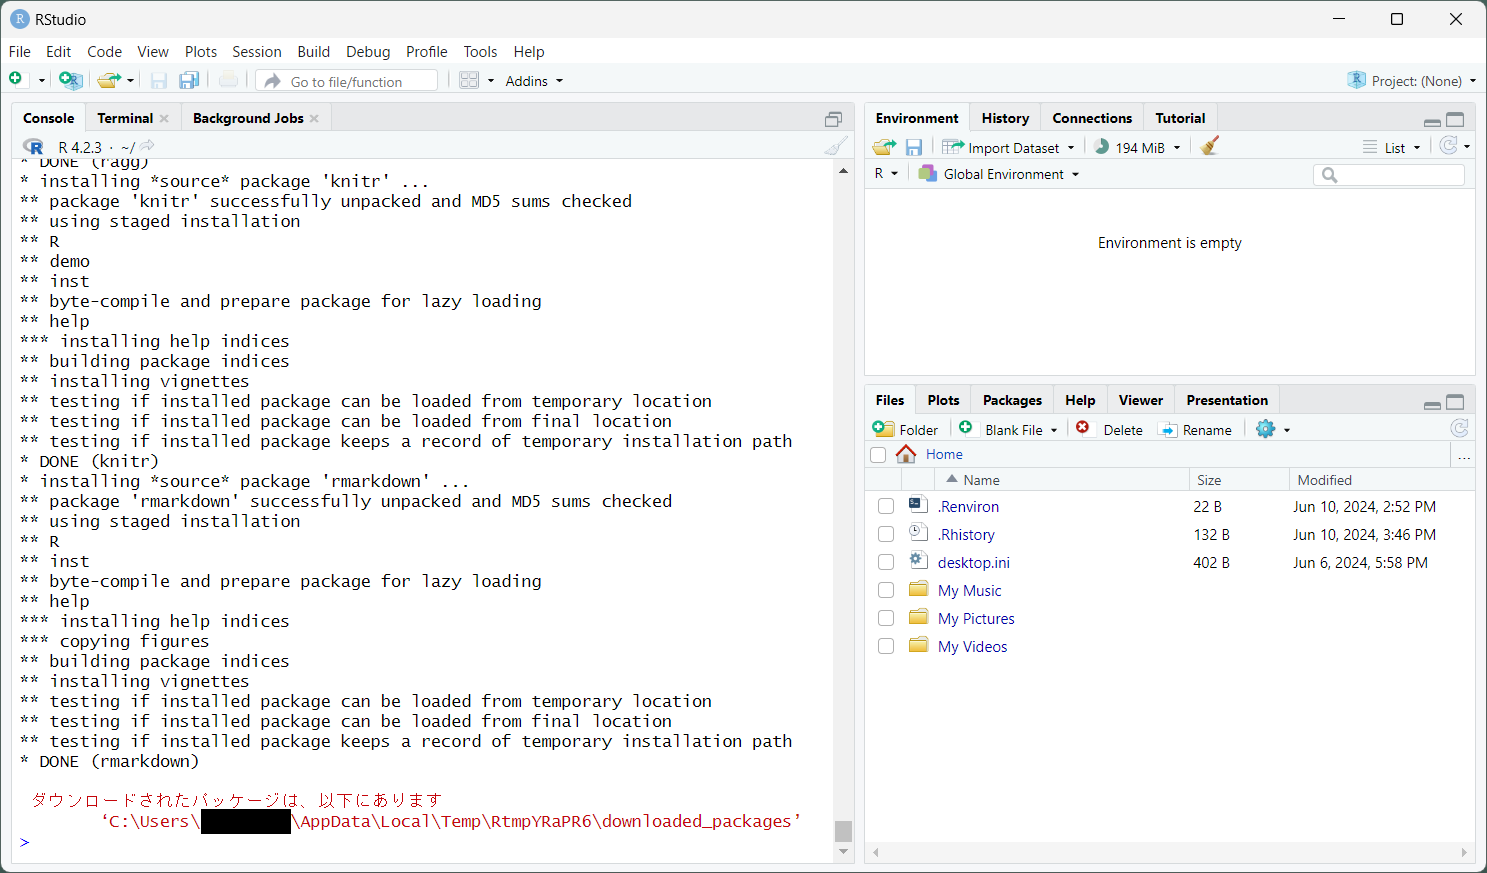 RStudio
File Edit Code View Plots Session Build Debug Profile Tools Help
Go to file/function Addins Project: (None)
Console Terminal Background Jobs
R 4.2.3 · ~/
* DONE (ragg)
* installing *source* package 'knitr' ...
** package 'knitr' successfully unpacked and MD5 sums checked
** using staged installation
** R
** demo
** inst
** byte-compile and prepare package for lazy loading
** help
*** installing help indices
** building package indices
** installing vignettes
** testing if installed package can be loaded from temporary location
** testing if installed package can be loaded from final location
** testing if installed package keeps a record of temporary installation path
* DONE (knitr)
* installing *source* package 'rmarkdown' ...
** package 'rmarkdown' successfully unpacked and MD5 sums checked
** using staged installation
** R
** inst
** byte-compile and prepare package for lazy loading
** help
*** installing help indices
*** copying figures
** building package indices
** installing vignettes
** testing if installed package can be loaded from temporary location
** testing if installed package can be loaded from final location
** testing if installed package keeps a record of temporary installation path
* DONE (rmarkdown)
ダウンロードされたパッケージは、以下にあります
‘C:\Users\ \AppData\Local\Temp\RtmpYRaPR6\downloaded_packages’
>
Environment History Connections Tutorial
Import Dataset 194 MiB List
R Global Environment
Environment is empty
Files Plots Packages Help Viewer Presentation
Folder Blank File Delete Rename
Home ...
Name Size Modified
.Renviron 22 B Jun 10, 2024, 2:52 PM
.Rhistory 132 B Jun 10, 2024, 3:46 PM
desktop.ini 402 B Jun 6, 2024, 5:58 PM
My Music
My Pictures
My Videos